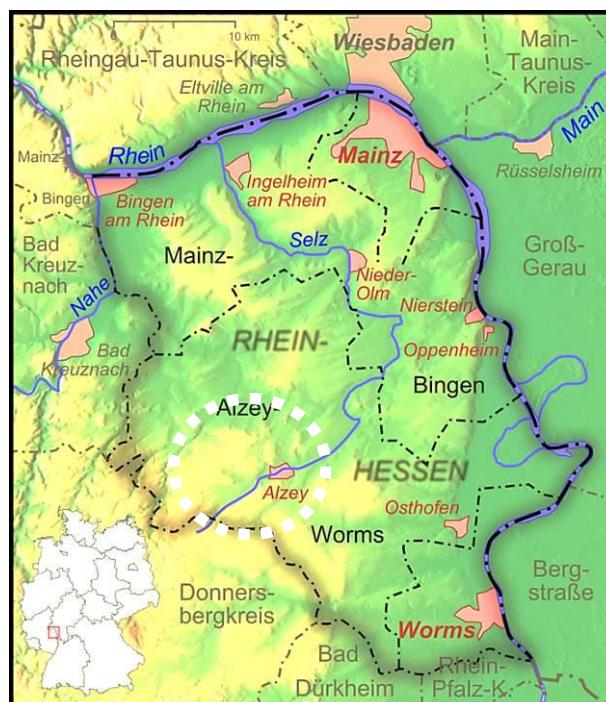 0
10 km
Wiesbaden
Main-
Taunus-
Kreis
Rheingau-Taunus-Kreis
Eltville am
Rhein
Main
Rhein
Mainz
Rüsselsheim
Mainz-
Bingen
Bingen
am Rhein
Ingelheim
am Rhein
Selz
Mainz-
Nieder-
Olm
Groß-
Gerau
Bad
Kreuz-
nach
Nahe
Nierstein
Oppenheim
Bad
Kreuznach
RHEIN-
Bingen
Alzey-
HESSEN
Alzey
Osthofen
Worms
Berg-
straße
Donners-
bergkreis
Worms
Bad
Dürkheim
Rhein-
Pfalz-K.